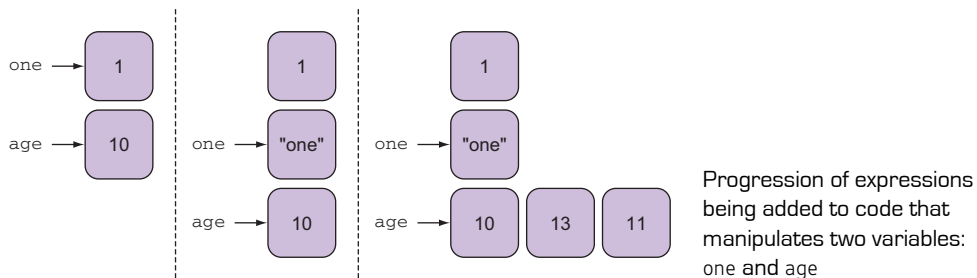 one 1
age 10
1
one "one"
age 10
1
one "one"
age 10 13 11
Progression of expressions
being added to code that
manipulates two variables:
one and age